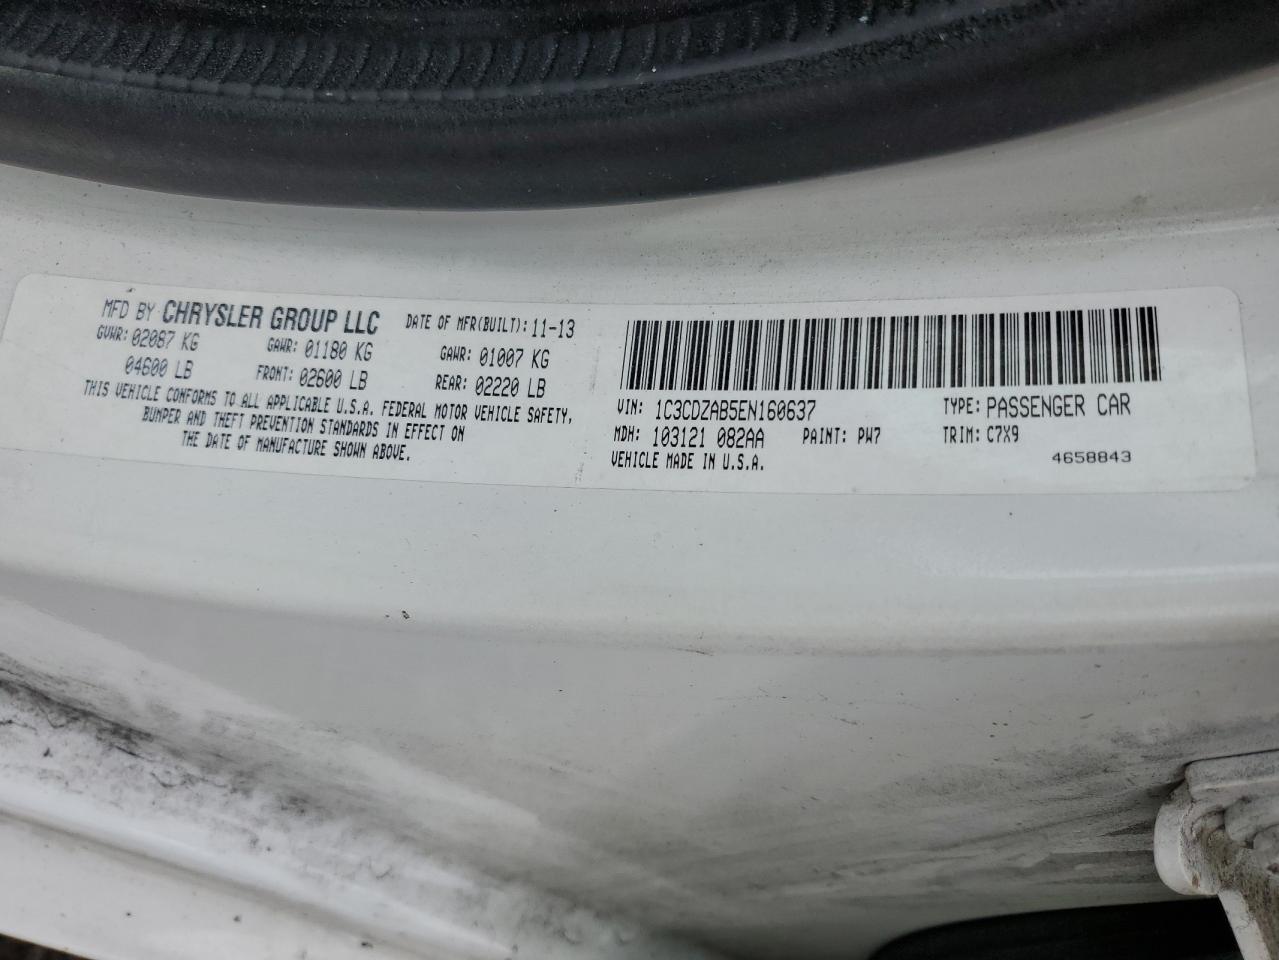 MFD BY CHRYSLER GROUP LLC DATE OF MFR(BUILT): 11-13
GVWR: 02087 KG GAWR: 01180 KG GAWR: 01007 KG
04600 LB FRONT: 02600 LB REAR: 02220 LB
THIS VEHICLE CONFORMS TO ALL APPLICABLE U.S.A. FEDERAL MOTOR VEHICLE SAFETY,
BUMPER AND THEFT PREVENTION STANDARDS IN EFFECT ON
THE DATE OF MANUFACTURE SHOWN ABOVE.
VIN: 1C3CDZAB5EN160637 TYPE: PASSENGER CAR
MDH: 103121 082AA PAINT: PW7 TRIM: C7X9
VEHICLE MADE IN U.S.A. 4658843